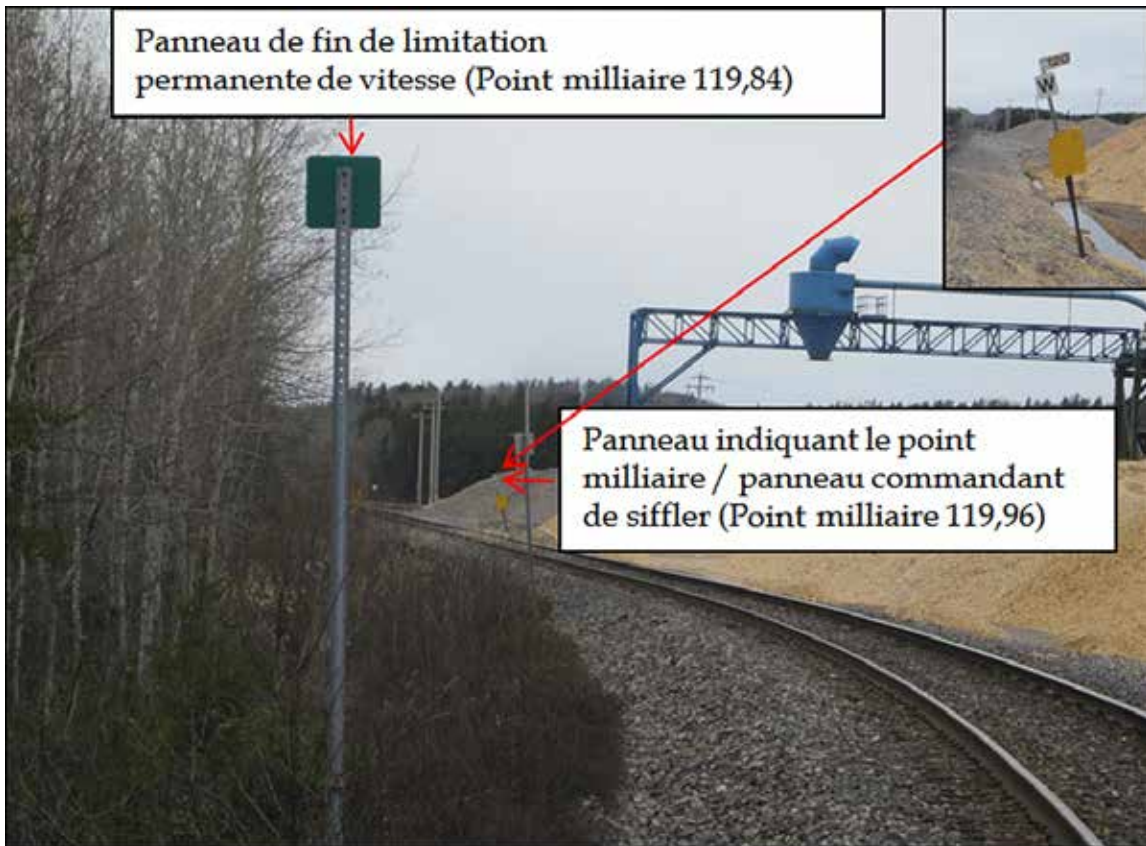 Panneau de fin de limitation
permanente de vitesse (Point milliaire 119,84)
W
Panneau indiquant le point
milliaire / panneau commandant
de siffler (Point milliaire 119,96)